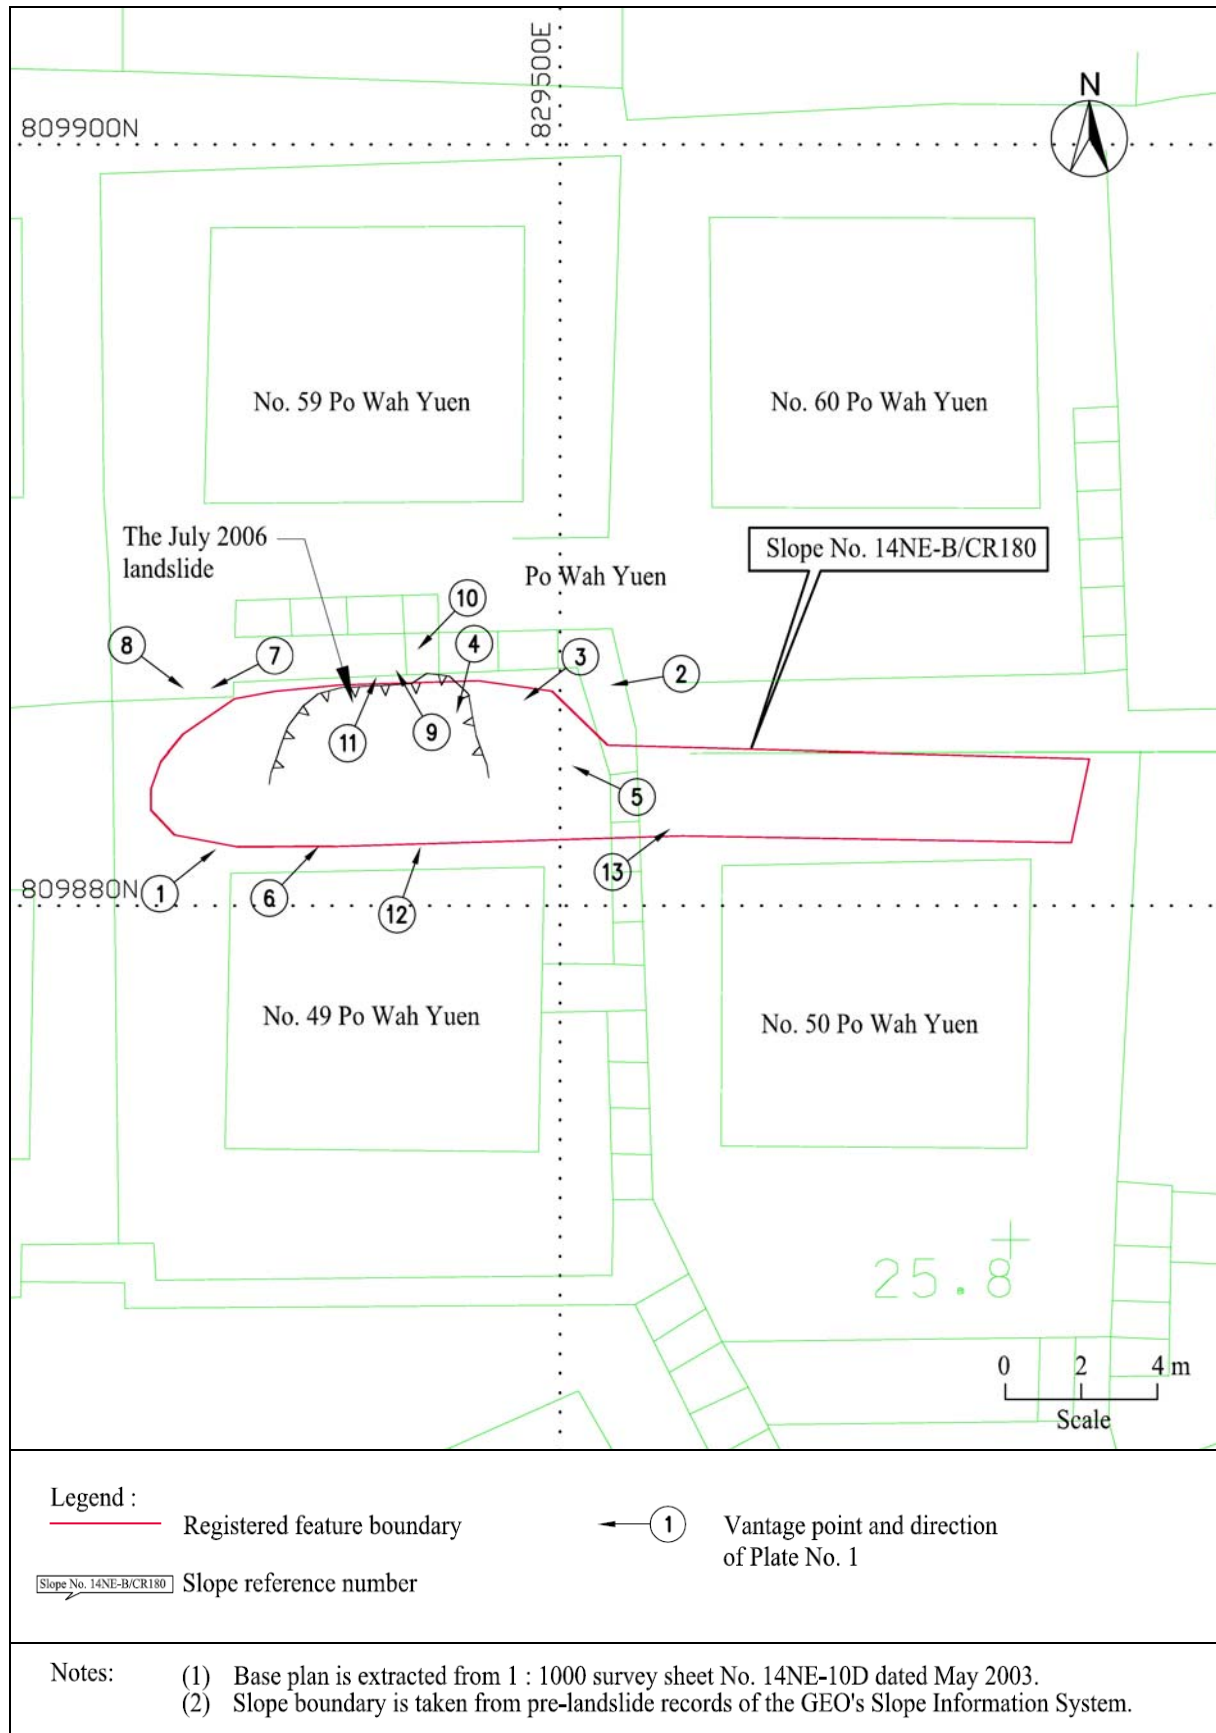 829500E
N
809900N
No. 59 Po Wah Yuen
No. 60 Po Wah Yuen
The July 2006
landslide
Slope No. 14NE-B/CR180
Po Wah Yuen
10
8
7
4
3
2
11
9
5
13
1
6
12
809880N
No. 49 Po Wah Yuen
No. 50 Po Wah Yuen
25.8
0 2 4 m
Scale
Legend :
Registered feature boundary
1
Vantage point and direction
of Plate No. 1
Slope No. 14NE-B/CR180
Slope reference number
Notes:
(1) Base plan is extracted from 1 : 1000 survey sheet No. 14NE-10D dated May 2003.
(2) Slope boundary is taken from pre-landslide records of the GEO's Slope Information System.